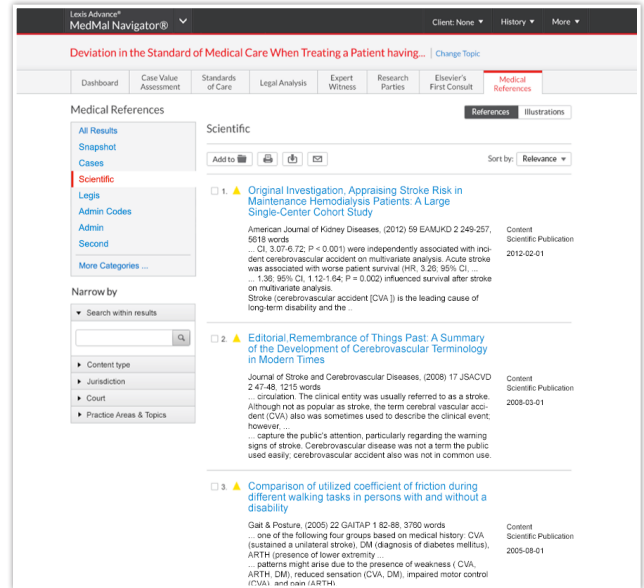 Lexis Advance®
MedMal Navigator®
Client: None History More
Deviation in the Standard of Medical Care When Treating a Patient having... | Change Topic
Dashboard
Case Value
Assessment
Standards
of Care
Legal Analysis
Expert
Witness
Research
Parties
Elsevier's
First Consult
Medical
References
Medical References
References Illustrations
All Results
Snapshot
Cases
Scientific
Legis
Admin Codes
Admin
Second
More Categories ...
Narrow by
Search within results
Content type
Jurisdiction
Court
Practice Areas & Topics
Scientific
Add to
Sort by: Relevance
1. Original Investigation, Appraising Stroke Risk in
Maintenance Hemodialysis Patients: A Large
Single-Center Cohort Study
American Journal of Kidney Diseases, (2012) 59 EAMJKD 2 249-257,
5618 words
... CI, 3.07-6.72; P < 0.001) were independently associated with inci-
dent cerebrovascular accident on multivariate analysis. Acute stroke
was associated with worse patient survival (HR, 3.26; 95% CI, ...
... 1.36; 95% CI, 1.12-1.64; P = 0.002) influenced survival after stroke
on multivariate analysis.
Stroke (cerebrovascular accident [CVA ]) is the leading cause of
long-term disability and the ..
Content
Scientific Publication
2012-02-01
2. Editorial,Remembrance of Things Past: A Summary
of the Development of Cerebrovascular Terminology
in Modern Times
Journal of Stroke and Cerebrovascular Diseases, (2008) 17 JSACVD
2 47-48, 1215 words
... circulation. The clinical entity was usually referred to as a stroke.
Although not as popular as stroke, the term cerebral vascular acci-
dent (CVA) also was sometimes used to describe the clinical event;
however, ...
... capture the public's attention, particularly regarding the warning
signs of stroke. Cerebrovascular disease was not a term the public
used easily; cerebrovascular accident also was not in common use.
Content
Scientific Publication
2008-03-01
3. Comparison of utilized coefficient of friction during
different walking tasks in persons with and without a
disability
Gait & Posture, (2005) 22 GAITAP 1 82-88, 3760 words
... one of the following four groups based on medical history: CVA
(sustained a unilateral stroke), DM (diagnosis of diabetes mellitus),
ARTH (presence of lower extremity ...
... patterns might arise due to the presence of weakness ( CVA,
ARTH, DM), reduced sensation (CVA, DM), impaired motor control
(CVA), and pain (ARTH)
Content
Scientific Publication
2005-08-01